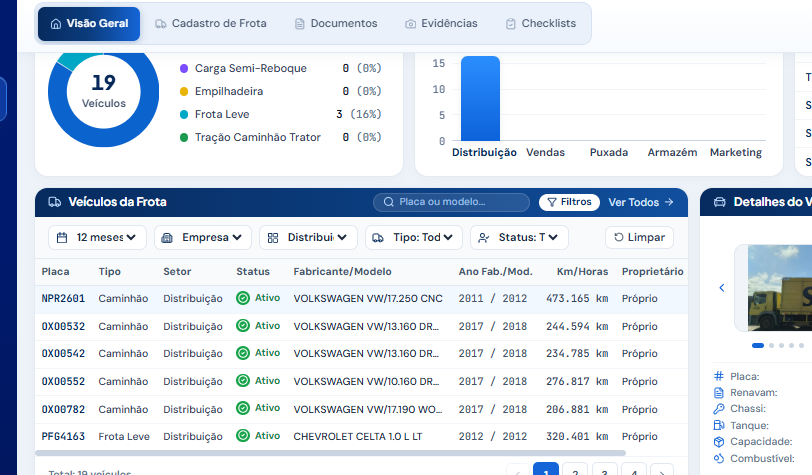 Visão Geral
Cadastro de Frota
Documentos
Evidências
Checklists
19
Veículos
Carga Semi-Reboque 0 (0%)
Empilhadeira 0 (0%)
Frota Leve 3 (16%)
Tração Caminhão Trator 0 (0%)
15
10
5
0
Distribuição Vendas Puxada Armazém Marketing
T
S
S
S
Veículos da Frota
Placa ou modelo...
Filtros
Ver Todos →
12 meses
Empresa
Distribui
Tipo: Tod
Status: T
Limpar
Placa Tipo Setor Status Fabricante/Modelo Ano Fab./Mod. Km/Horas Proprietário
NPR2601 Caminhão Distribuição Ativo VOLKSWAGEN VW/17.250 CNC 2011 / 2012 473.165 km Próprio
OXO0532 Caminhão Distribuição Ativo VOLKSWAGEN VW/13.160 DR... 2017 / 2018 244.594 km Próprio
OXO0542 Caminhão Distribuição Ativo VOLKSWAGEN VW/13.160 DR... 2017 / 2018 234.785 km Próprio
OXO0552 Caminhão Distribuição Ativo VOLKSWAGEN VW/10.160 DR... 2017 / 2018 276.817 km Próprio
OXO0782 Caminhão Distribuição Ativo VOLKSWAGEN VW/17.190 WO... 2017 / 2018 206.881 km Próprio
PFG4163 Frota Leve Distribuição Ativo CHEVROLET CELTA 1.0 L LT 2012 / 2012 320.401 km Próprio
Total: 19 veículos
1 2 3 4
Detalhes do V
Placa:
Renavam:
Chassi:
Tanque:
Capacidade:
Combustível: